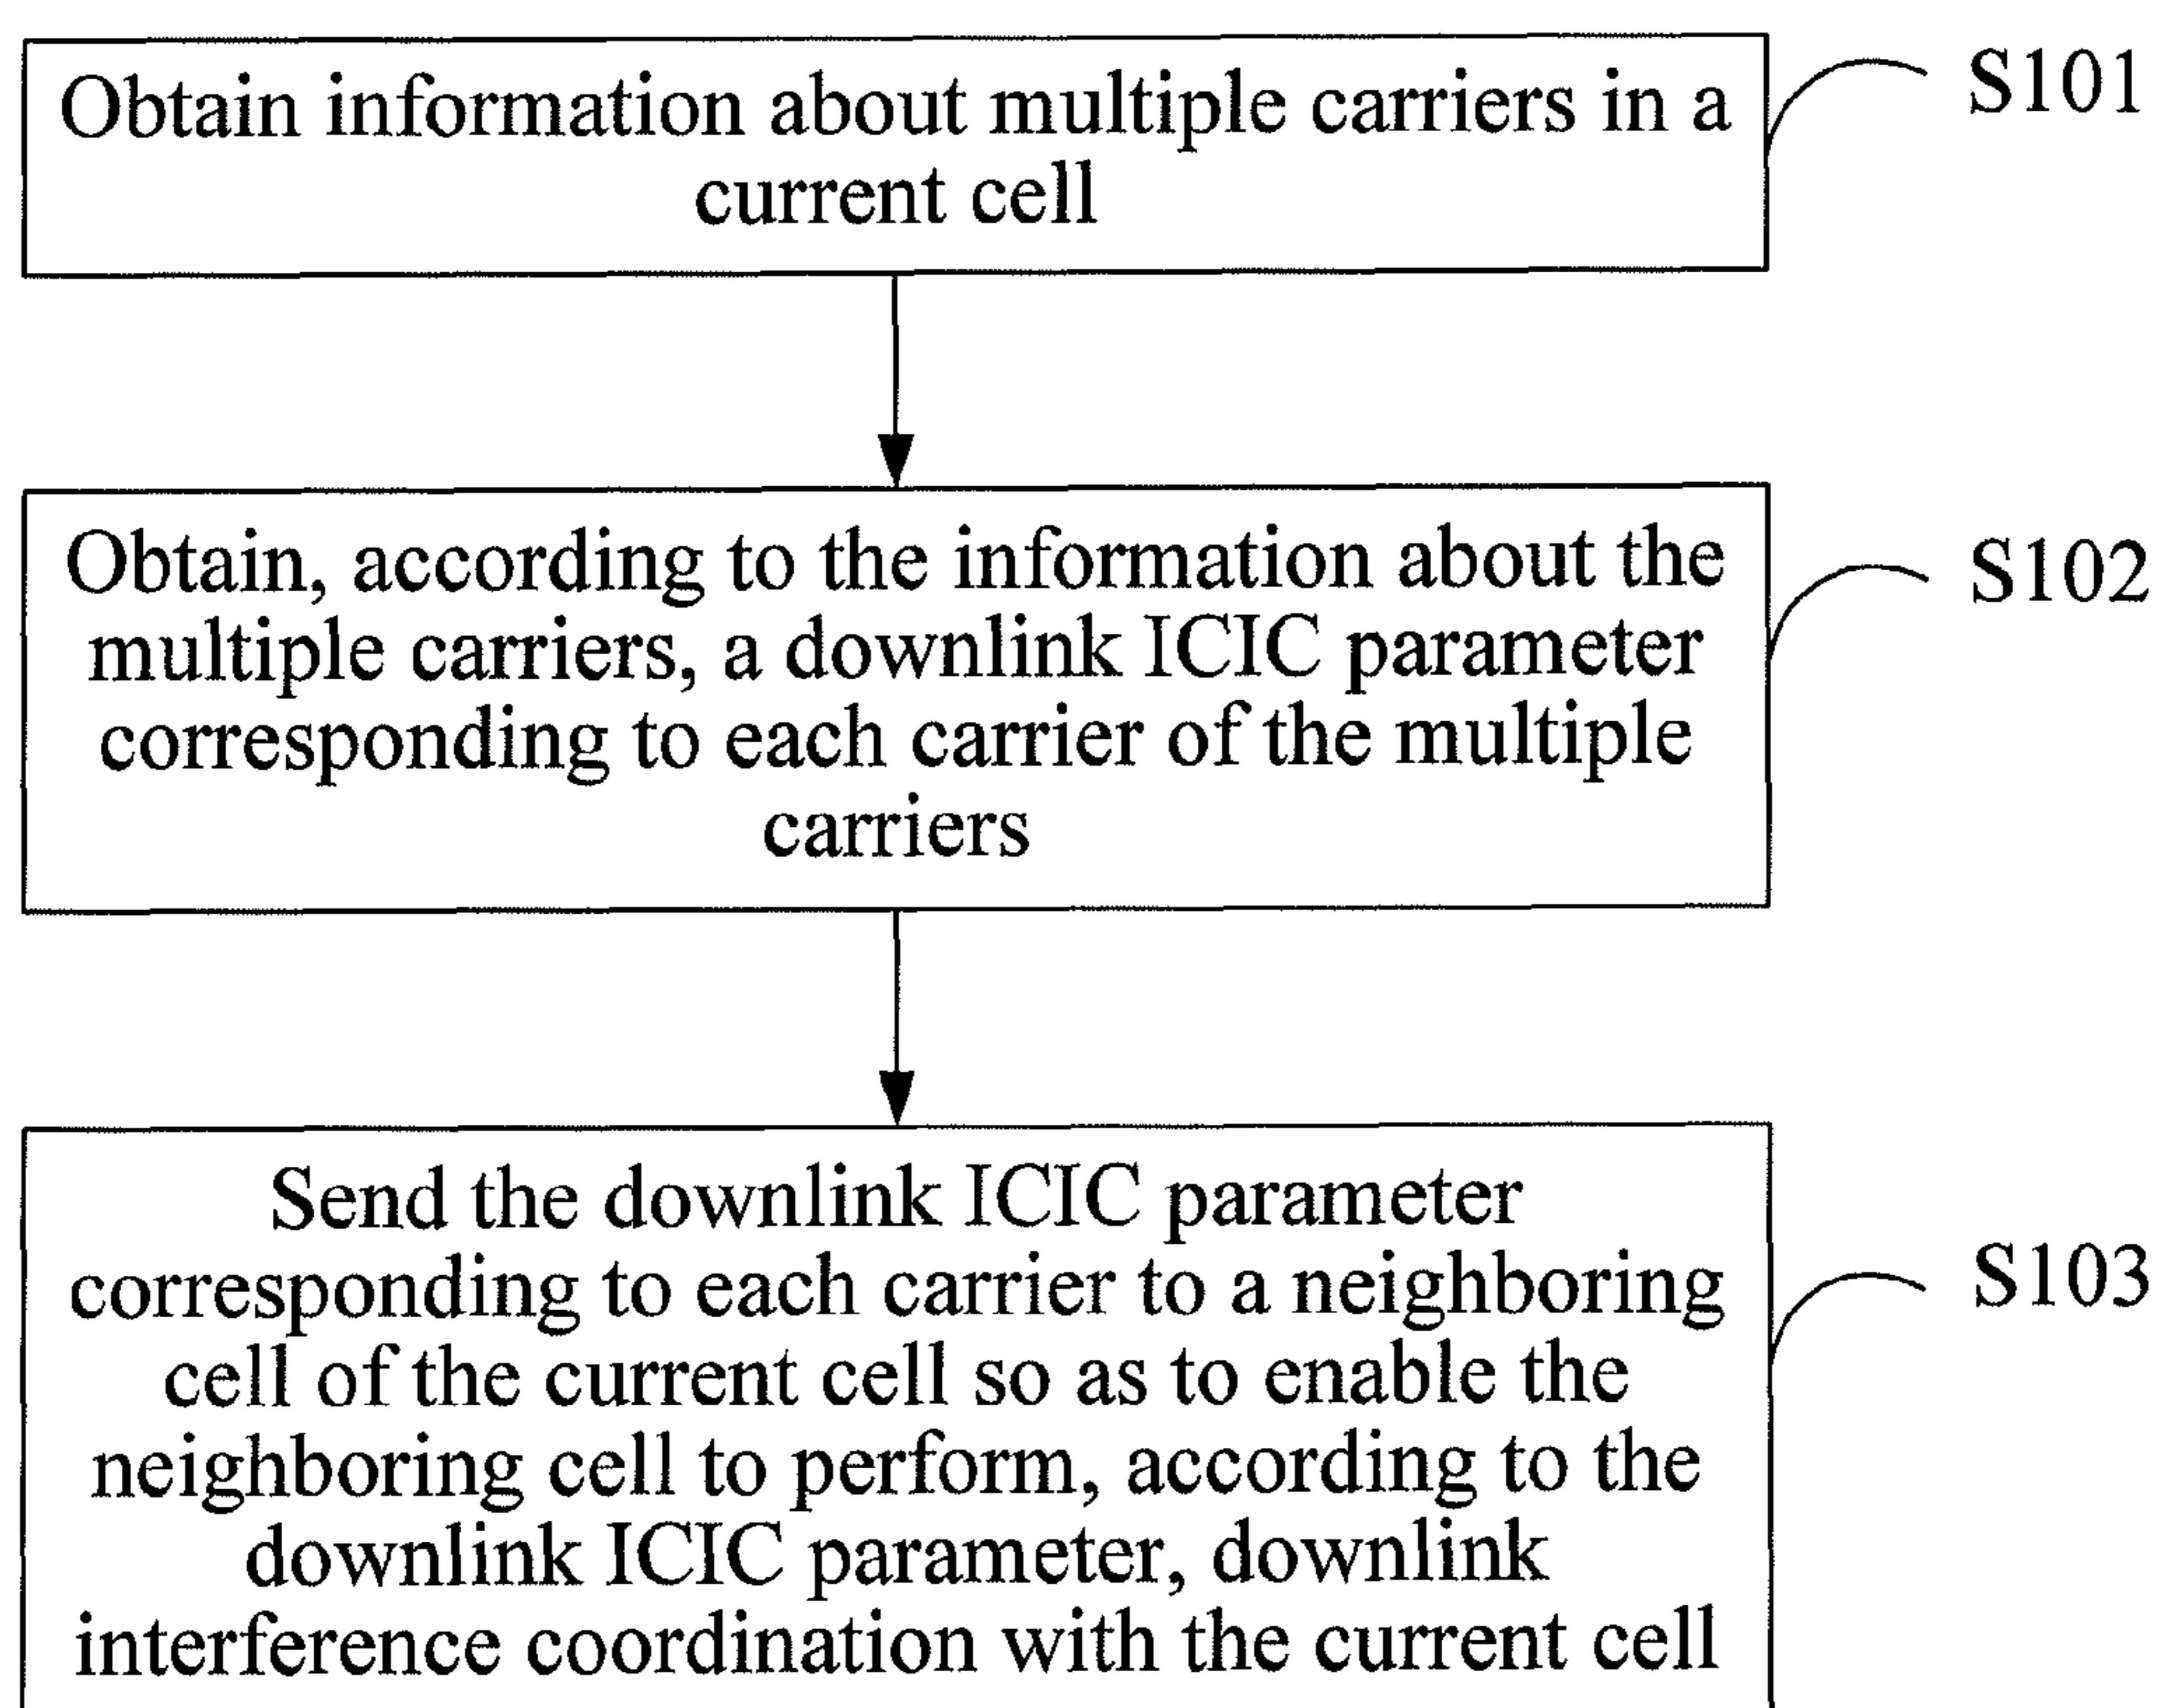 Obtain information about multiple carriers in a
current cell
S101
Obtain, according to the information about the
multiple carriers, a downlink ICIC parameter
corresponding to each carrier of the multiple
carriers
S102
Send the downlink ICIC parameter
corresponding to each carrier to a neighboring
cell of the current cell so as to enable the
neighboring cell to perform, according to the
downlink ICIC parameter, downlink
interference coordination with the current cell
S103